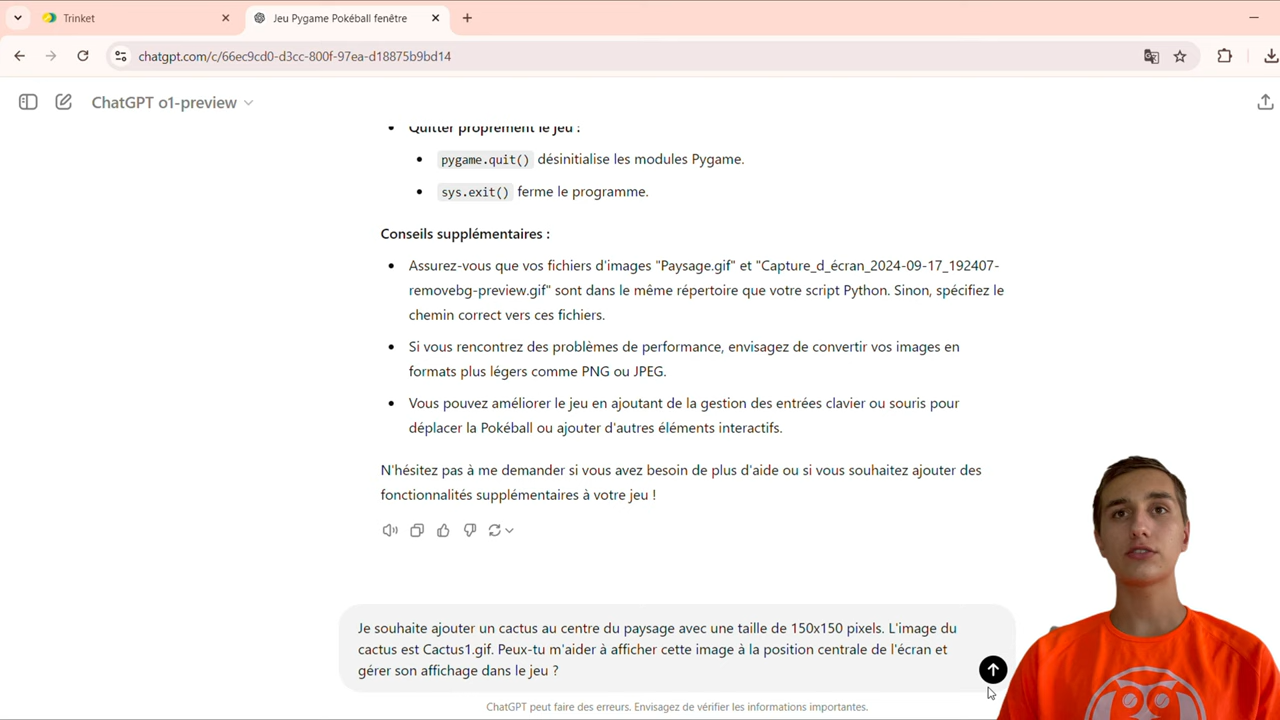 Trinket
Jeu Pygame Pokéball fenêtre
chatgpt.com/c/66ec9cd0-d3cc-800f-97ea-d18875b9bd14
ChatGPT o1-preview
Quitter proprement le jeu :
pygame.quit() désinitialise les modules Pygame.
sys.exit() ferme le programme.
Conseils supplémentaires :
Assurez-vous que vos fichiers d'images "Paysage.gif" et "Capture_d_écran_2024-09-17_192407-
removebg-preview.gif" sont dans le même répertoire que votre script Python. Sinon, spécifiez le
chemin correct vers ces fichiers.
Si vous rencontrez des problèmes de performance, envisagez de convertir vos images en
formats plus légers comme PNG ou JPEG.
Vous pouvez améliorer le jeu en ajoutant de la gestion des entrées clavier ou souris pour
déplacer la Pokéball ou ajouter d'autres éléments interactifs.
N'hésitez pas à me demander si vous avez besoin de plus d'aide ou si vous souhaitez ajouter des
fonctionnalités supplémentaires à votre jeu !
Je souhaite ajouter un cactus au centre du paysage avec une taille de 150x150 pixels. L'image du
cactus est Cactus1.gif. Peux-tu m'aider à afficher cette image à la position centrale de l'écran et
gérer son affichage dans le jeu ?
ChatGPT peut faire des erreurs. Envisagez de vérifier les informations importantes.